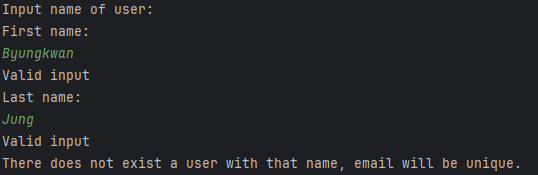 Input name of user:
First name:
Byungkwan
Valid input
Last name:
Jung
Valid input
There does not exist a user with that name, email will be unique.